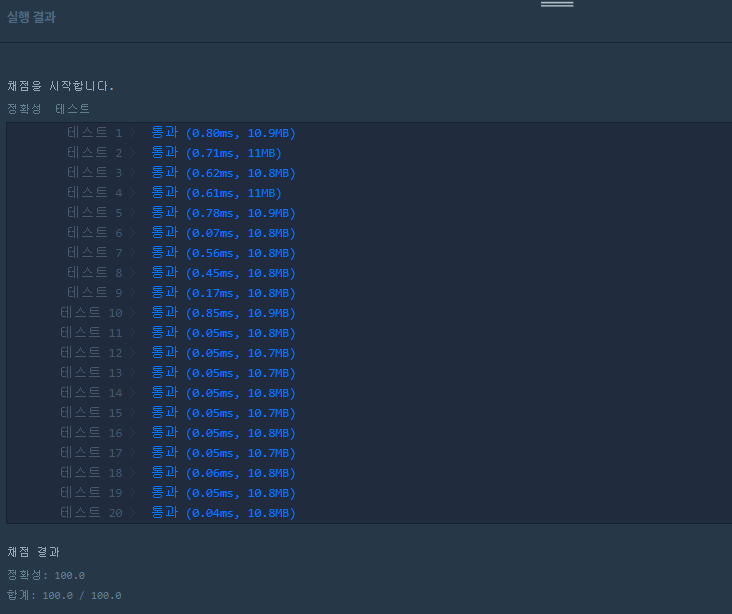 실행 결과
채점을 시작합니다.
정확성 테스트
테스트 1 〉 통과 (0.80ms, 10.9MB)
테스트 2 〉 통과 (0.71ms, 11MB)
테스트 3 〉 통과 (0.62ms, 10.8MB)
테스트 4 〉 통과 (0.61ms, 11MB)
테스트 5 〉 통과 (0.78ms, 10.9MB)
테스트 6 〉 통과 (0.07ms, 10.8MB)
테스트 7 〉 통과 (0.56ms, 10.8MB)
테스트 8 〉 통과 (0.45ms, 10.8MB)
테스트 9 〉 통과 (0.17ms, 10.8MB)
테스트 10 〉 통과 (0.85ms, 10.9MB)
테스트 11 〉 통과 (0.05ms, 10.8MB)
테스트 12 〉 통과 (0.05ms, 10.7MB)
테스트 13 〉 통과 (0.05ms, 10.7MB)
테스트 14 〉 통과 (0.05ms, 10.8MB)
테스트 15 〉 통과 (0.05ms, 10.7MB)
테스트 16 〉 통과 (0.05ms, 10.8MB)
테스트 17 〉 통과 (0.05ms, 10.7MB)
테스트 18 〉 통과 (0.06ms, 10.8MB)
테스트 19 〉 통과 (0.05ms, 10.8MB)
테스트 20 〉 통과 (0.04ms, 10.8MB)
채점 결과
정확성: 100.0
합계: 100.0 / 100.0